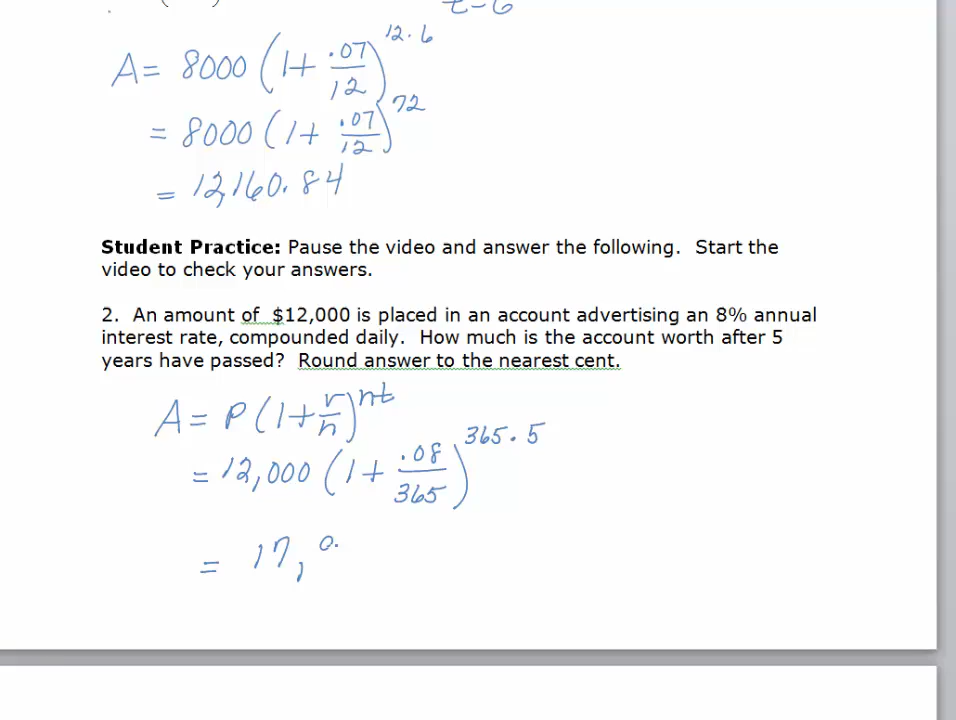 t=6
A = 8000 (1 + .07/12)^12·6
= 8000 (1 + .07/12)^72
= 12,160.84
Student Practice: Pause the video and answer the following. Start the
video to check your answers.
2. An amount of $12,000 is placed in an account advertising an 8% annual
interest rate, compounded daily. How much is the account worth after 5
years have passed? Round answer to the nearest cent.
A = P (1 + r/n)^nt
= 12,000 (1 + .08/365)^365·5
= 17,